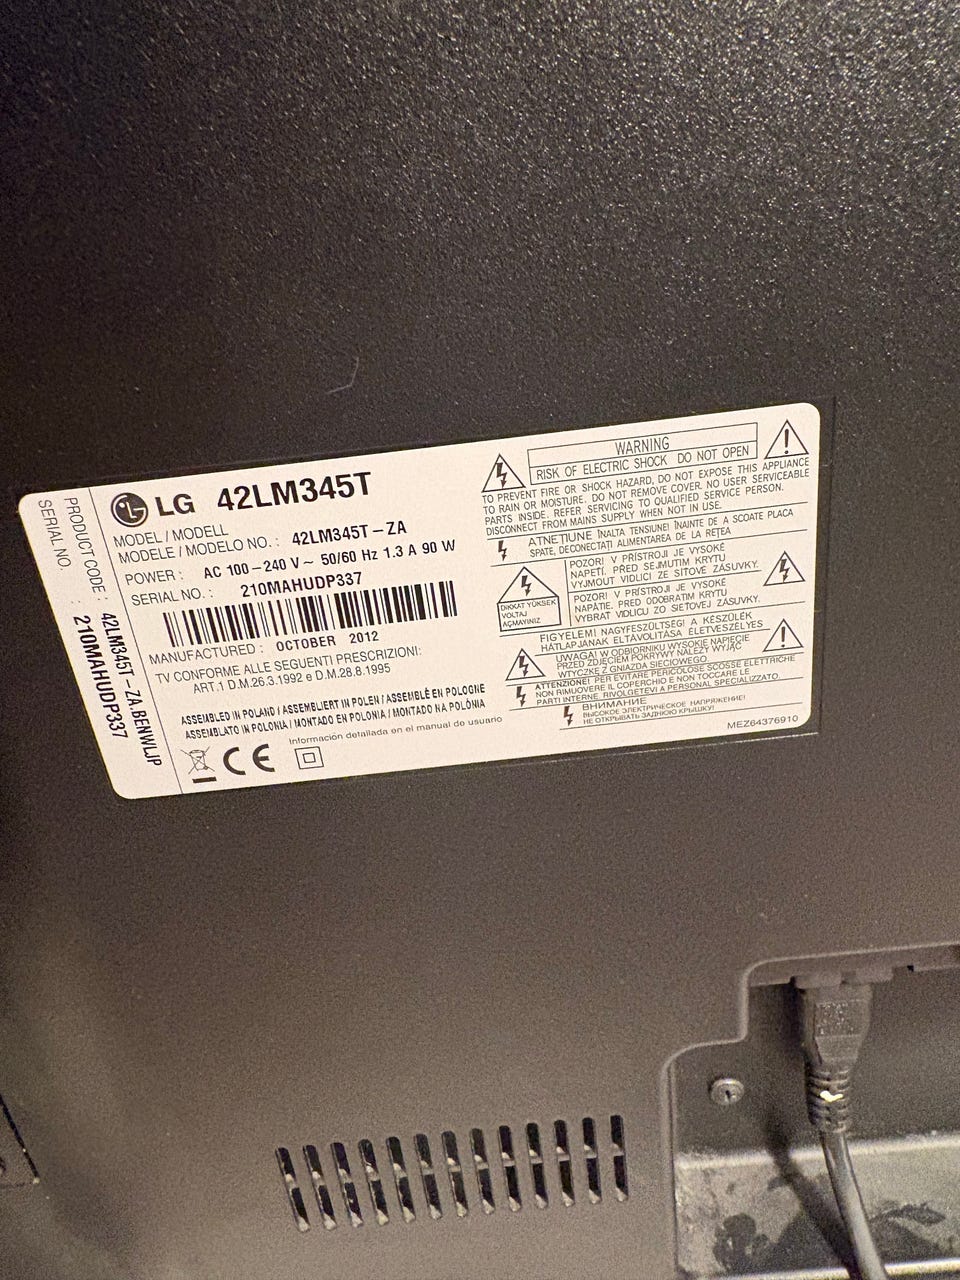 LG 42LM345T
MODEL / MODELL
MODELE / MODELO NO. : 42LM345T-ZA
POWER : AC 100-240 V~ 50/60 Hz 1.3 A 90 W
SERIAL NO. : 210MAHUDP337
MANUFACTURED : OCTOBER 2012
TV CONFORME ALLE SEGUENTI PRESCRIZIONI:
ART.1 D.M.26.3.1992 e D.M.28.8.1995
ASSEMBLED IN POLAND / ASSEMBLIERT IN POLEN / ASSEMBLÉ EN POLOGNE
ASSEMBLATO IN POLONIA / MONTADO EN POLONIA / MONTADO NA POLÓNIA
Información detallada en el manual de usuario
CE
PRODUCT CODE : 42LM345T-ZA.BENWLJP
SERIAL NO. : 210MAHUDP337
WARNING
RISK OF ELECTRIC SHOCK DO NOT OPEN
TO PREVENT FIRE OR SHOCK HAZARD, DO NOT EXPOSE THIS APPLIANCE
TO RAIN OR MOISTURE. DO NOT REMOVE COVER. NO USER SERVICEABLE
PARTS INSIDE. REFER SERVICING TO QUALIFIED SERVICE PERSON.
DISCONNECT FROM MAINS SUPPLY WHEN NOT IN USE.
ATNEȚIUNE ÎNALTA TENSIUNE! ÎNAINTE DE A SCOATE PLACA
SPATE, DECONECTAȚI ALIMENTAREA DE LA REȚEA
DIKKAT YÜKSEK
VOLTAJ
AÇMAYINIZ
POZOR! V PŘÍSTROJI JE VYSOKÉ
NAPĚTÍ. PŘED SEJMUTIM KRYTU
VYJMOUT VIDLICI ZE SÍŤOVÉ ZÁSUVKY.
POZOR! V PRÍSTROJI JE VYSOKÉ
NAPÄTIE. PRED ODOBRATIM KRYTU
VYBRAT VIDLICU ZO SIEŤOVEJ ZÁSUVKY.
FIGYELEM! NAGYFESZÜLTSÉG! A KÉSZÜLÉK
HÁTLAPJÁNAK ELTÁVOLÍTÁSA ÉLETVESZÉLYES
UWAGA! W ODBIORNIKU WYSOKIE NAPIĘCIE
PRZED ZDJĘCIEM POKRYWY NALEŻY WYJĄĆ
WTYCZKĘ Z GNIAZDA SIECIOWEGO
ATTENZIONE! PER EVITARE PERICOLOSE SCOSSE ELETTRICHE
NON RIMUOVERE IL COPERCHIO E NON TOCCARE LE
PARTI INTERNE. RIVOLGETEVI A PERSONAL SPECIALIZZATO.
ВНИМАНИЕ
ВЫСОКОЕ ЭЛЕКТРИЧЕСКОЕ НАПРЯЖЕНИЕ!
НЕ ОТКРЫВАТЬ ЗАДНЮЮ КРЫШКУ!
MEZ64376910